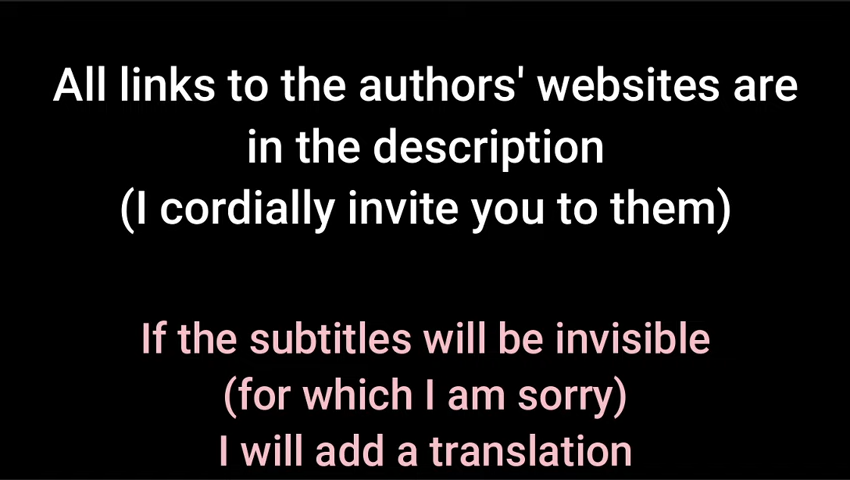 All links to the authors' websites are
in the description
(I cordially invite you to them)
If the subtitles will be invisible
(for which I am sorry)
I will add a translation